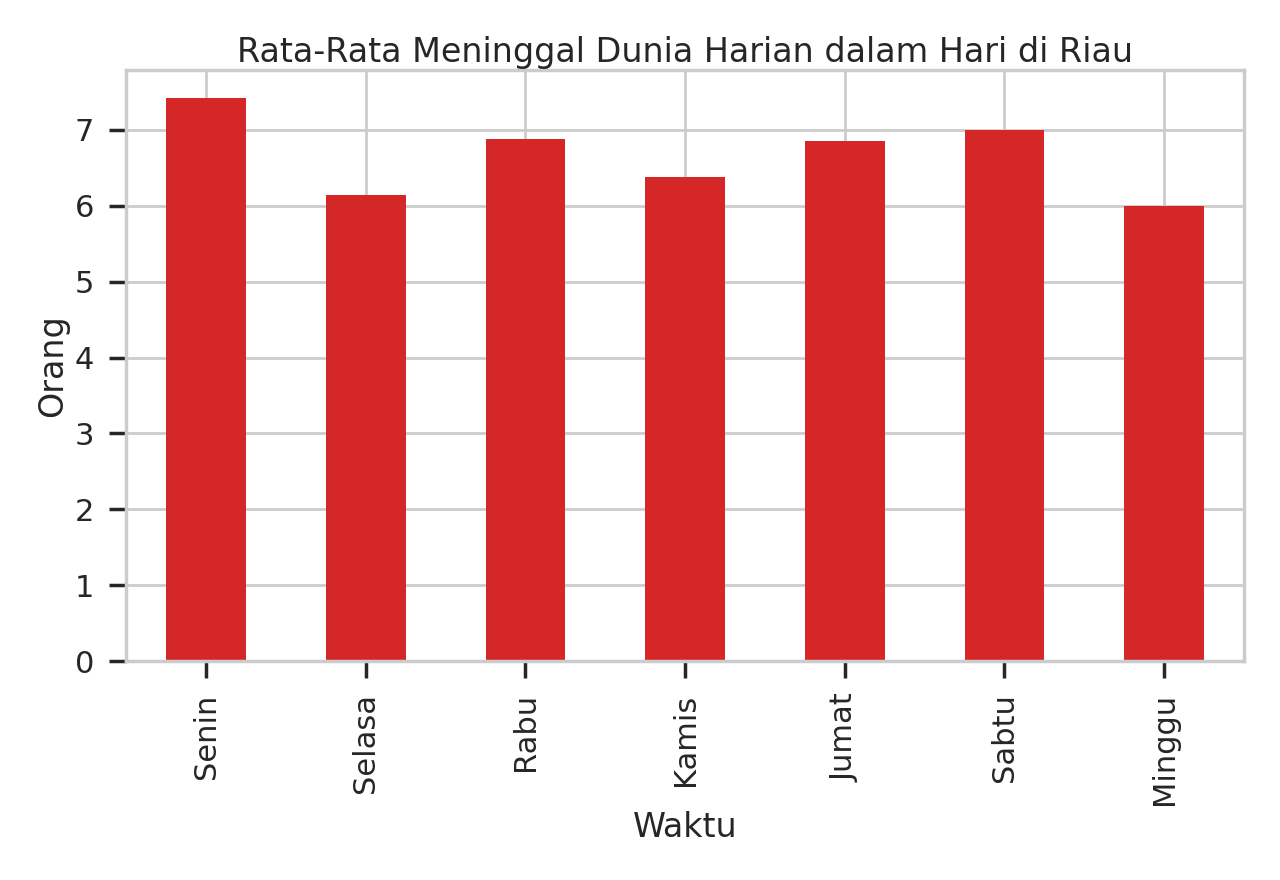 Rata-Rata Meninggal Dunia Harian dalam Hari di Riau
Orang
7
6
5
4
3
2
1
0
Senin
Selasa
Rabu
Kamis
Jumat
Sabtu
Minggu
Waktu